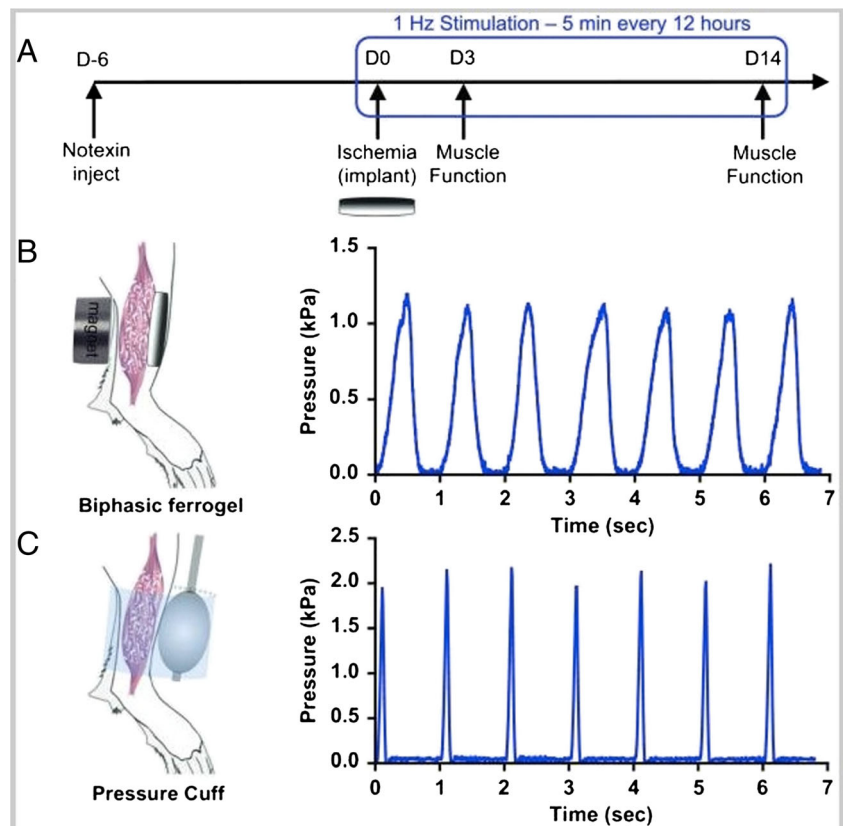 1 Hz Stimulation – 5 min every 12 hours
A
D-6
D0
D3
D14
Notexin
inject
Ischemia
(implant)
Muscle
Function
Muscle
Function
B
magnet
Biphasic ferrogel
Pressure (kPa)
1.5
1.0
0.5
0.0
0 1 2 3 4 5 6 7
Time (sec)
C
Pressure Cuff
Pressure (kPa)
2.5
2.0
1.5
1.0
0.5
0.0
0 1 2 3 4 5 6 7
Time (sec)